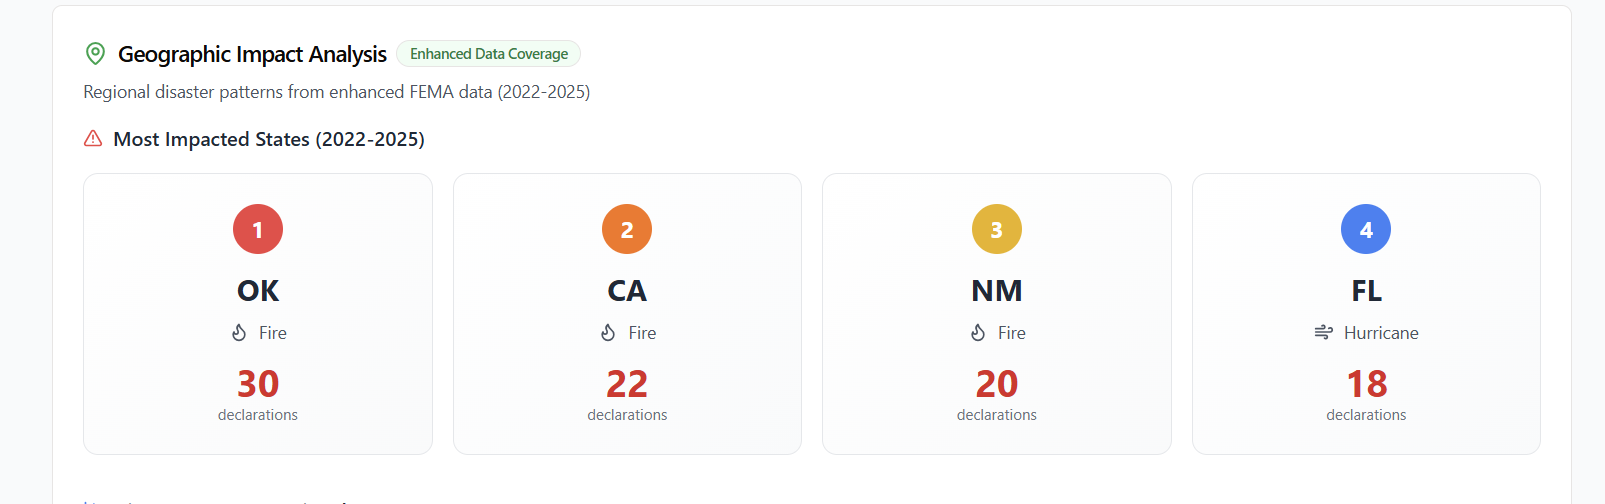 Geographic Impact Analysis Enhanced Data Coverage
Regional disaster patterns from enhanced FEMA data (2022-2025)
Most Impacted States (2022-2025)
1
OK
Fire
30
declarations
2
CA
Fire
22
declarations
3
NM
Fire
20
declarations
4
FL
Hurricane
18
declarations